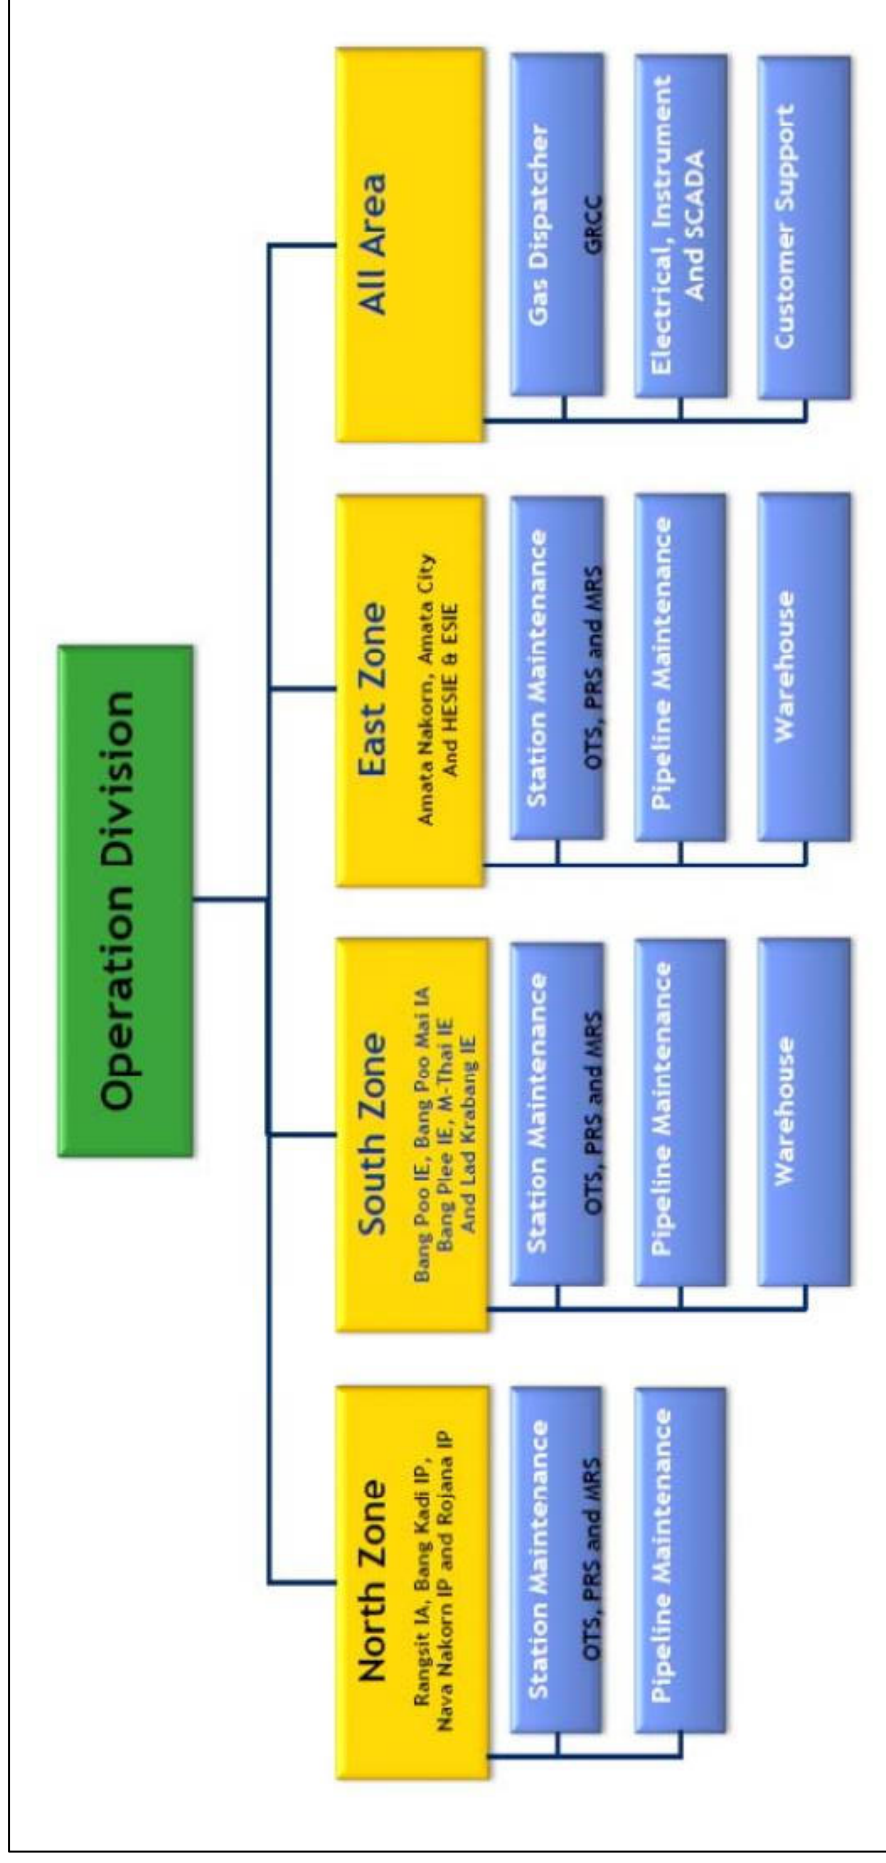 Operation Division
North Zone
Rangsit IA, Bang Kadi IP,
Nava Nakorn IP and Rojana IP
Station Maintenance
OTS, PRS and MRS
Pipeline Maintenance
South Zone
Bang Poo IE, Bang Poo Mai IA
Bang Plee IE, M-Thai IE
And Lad Krabang IE
Station Maintenance
OTS, PRS and MRS
Pipeline Maintenance
Warehouse
East Zone
Amata Nakorn, Amata City
And HESIE & ESIE
Station Maintenance
OTS, PRS and MRS
Pipeline Maintenance
Warehouse
All Area
Gas Dispatcher
GRCC
Electrical, Instrument
And SCADA
Customer Support